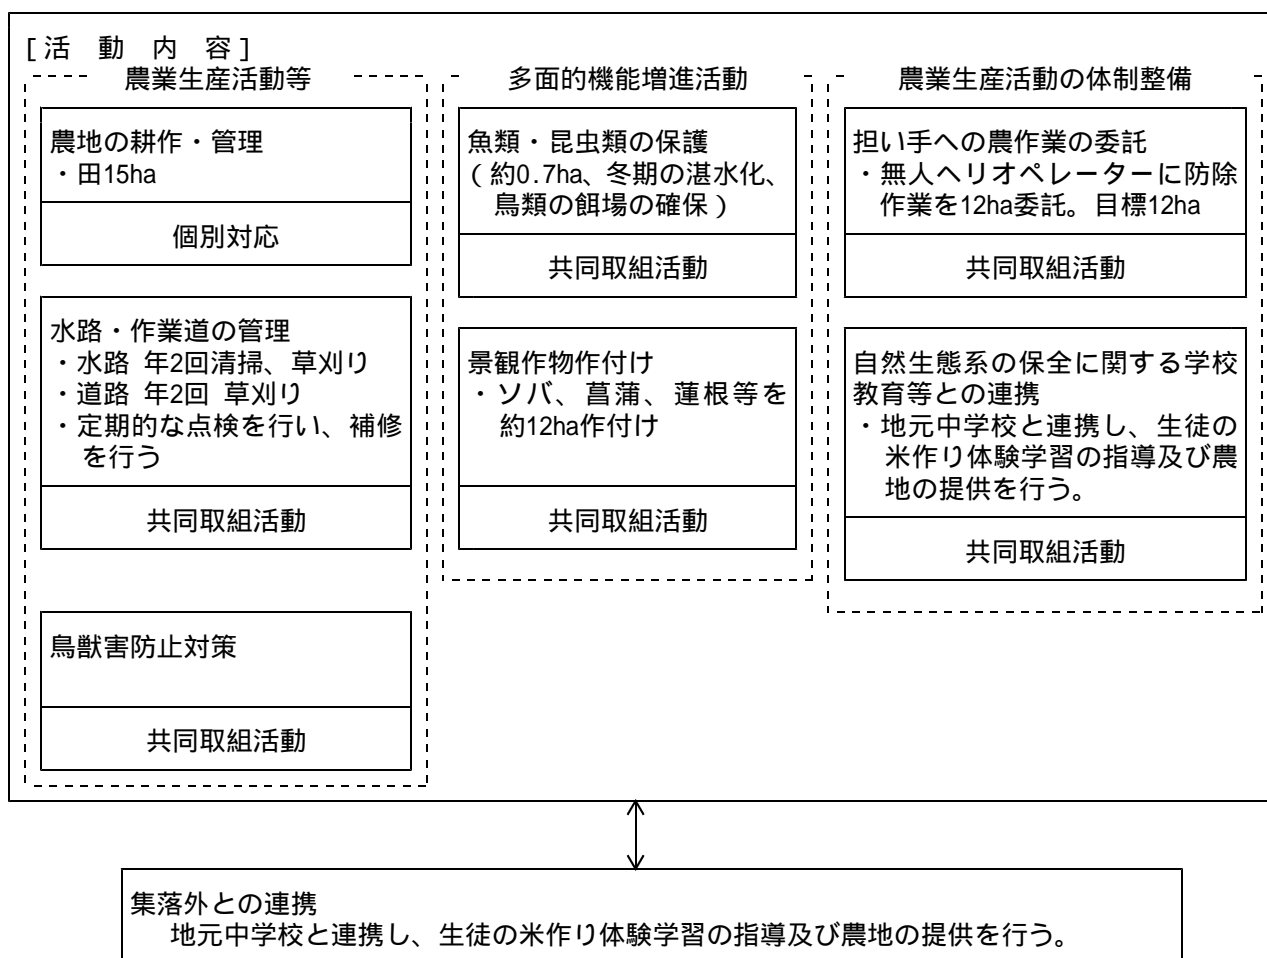 [活 動 内 容]
農業生産活動等
農地の耕作・管理
・田15ha
個別対応
水路・作業道の管理
・水路 年2回清掃、草刈り
・道路 年2回 草刈り
・定期的な点検を行い、補修
を行う
共同取組活動
鳥獣害防止対策
共同取組活動
多面的機能増進活動
魚類・昆虫類の保護
（約0.7ha、冬期の湛水化、
鳥類の餌場の確保）
共同取組活動
景観作物作付け
・ソバ、菖蒲、蓮根等を
約12ha作付け
共同取組活動
農業生産活動の体制整備
担い手への農作業の委託
・無人ヘリオペレーターに防除
作業を12ha委託。目標12ha
共同取組活動
自然生態系の保全に関する学校
教育等との連携
・地元中学校と連携し、生徒の
米作り体験学習の指導及び農
地の提供を行う。
共同取組活動
集落外との連携
地元中学校と連携し、生徒の米作り体験学習の指導及び農地の提供を行う。